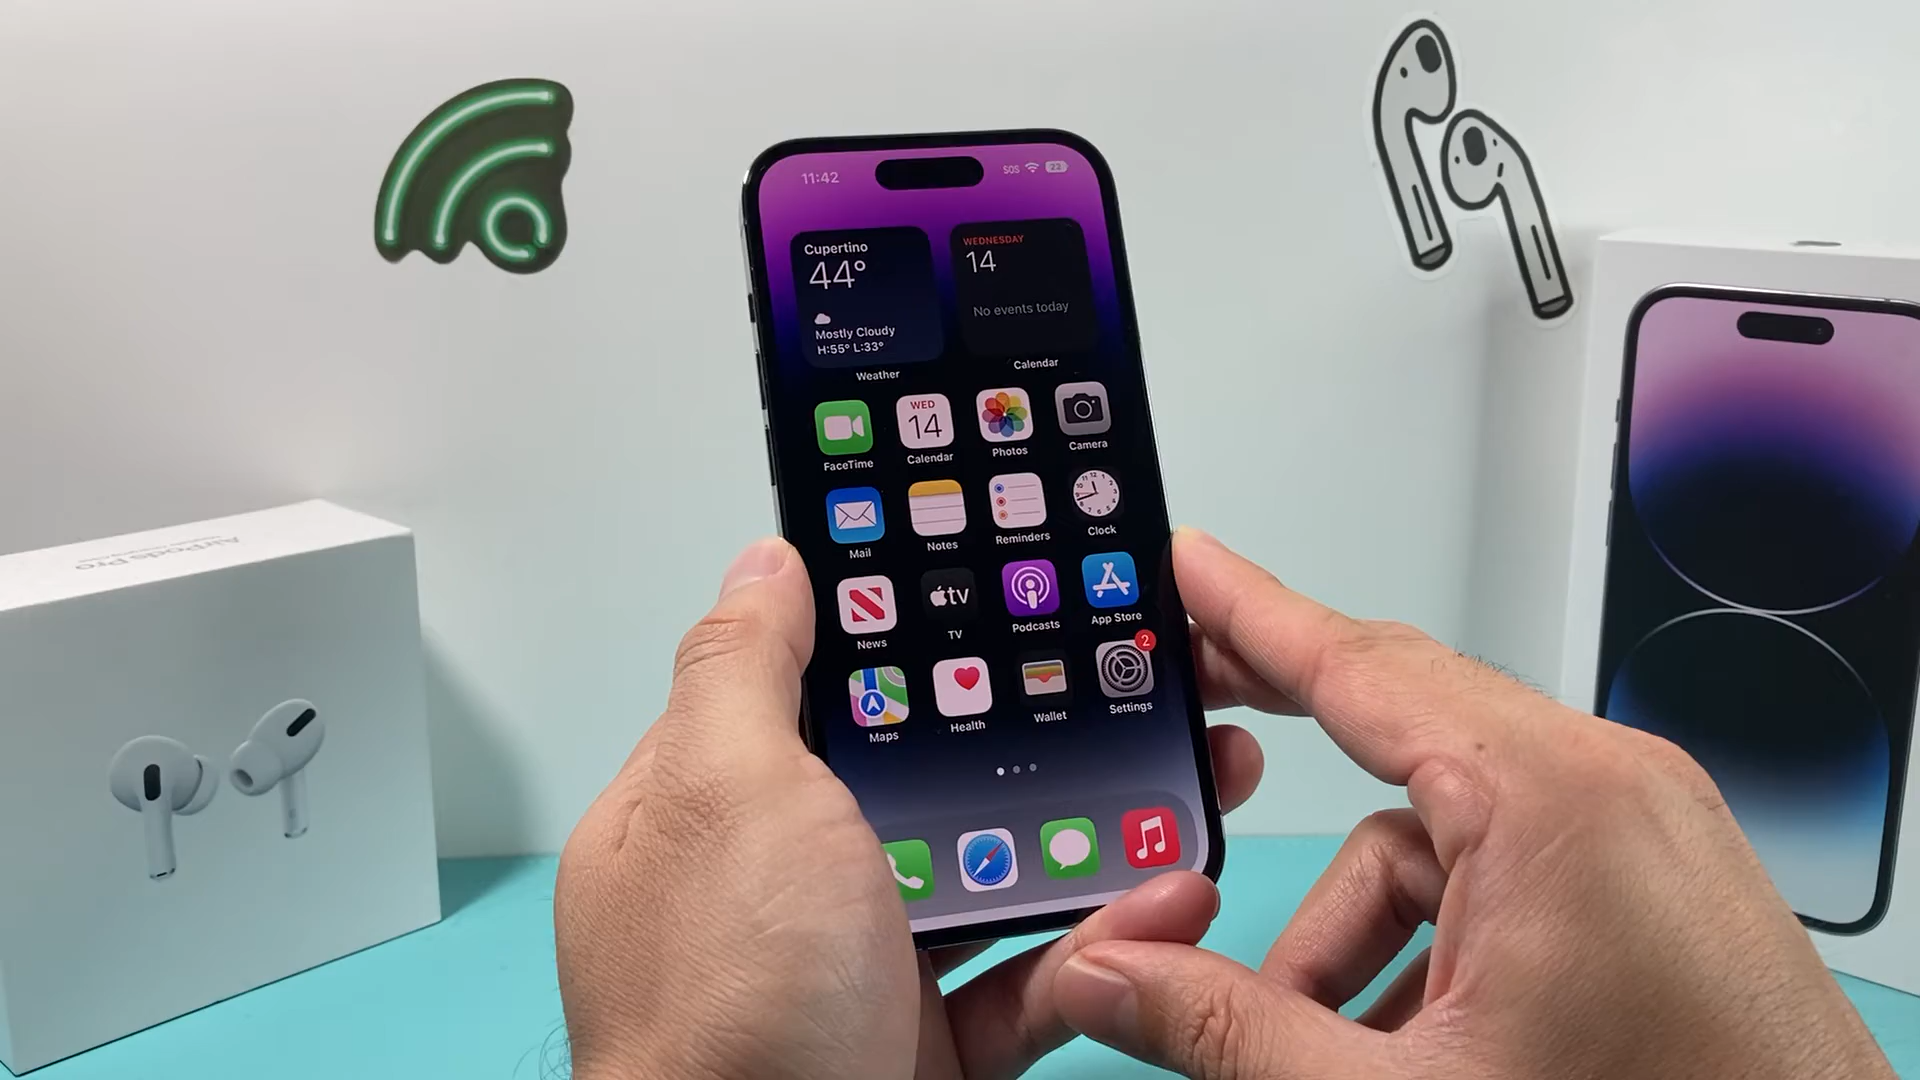 11:42
SOS 22
Cupertino
44°
Mostly Cloudy
H:55° L:33°
Weather
WEDNESDAY
14
No events today
Calendar
FaceTime
WED
14
Calendar
Photos
Camera
Mail
Notes
Reminders
Clock
News
tv
TV
Podcasts
App Store
Maps
Health
Wallet
2
Settings
AirPods Pro